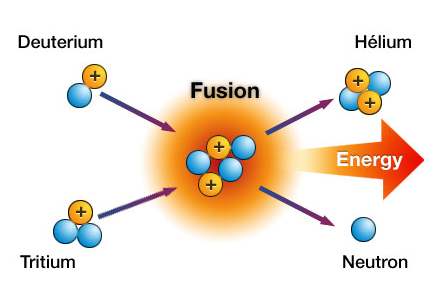 Deuterium
Hélium
+
+
+
Fusion
+
+
Energy
+
+
Tritium
Neutron